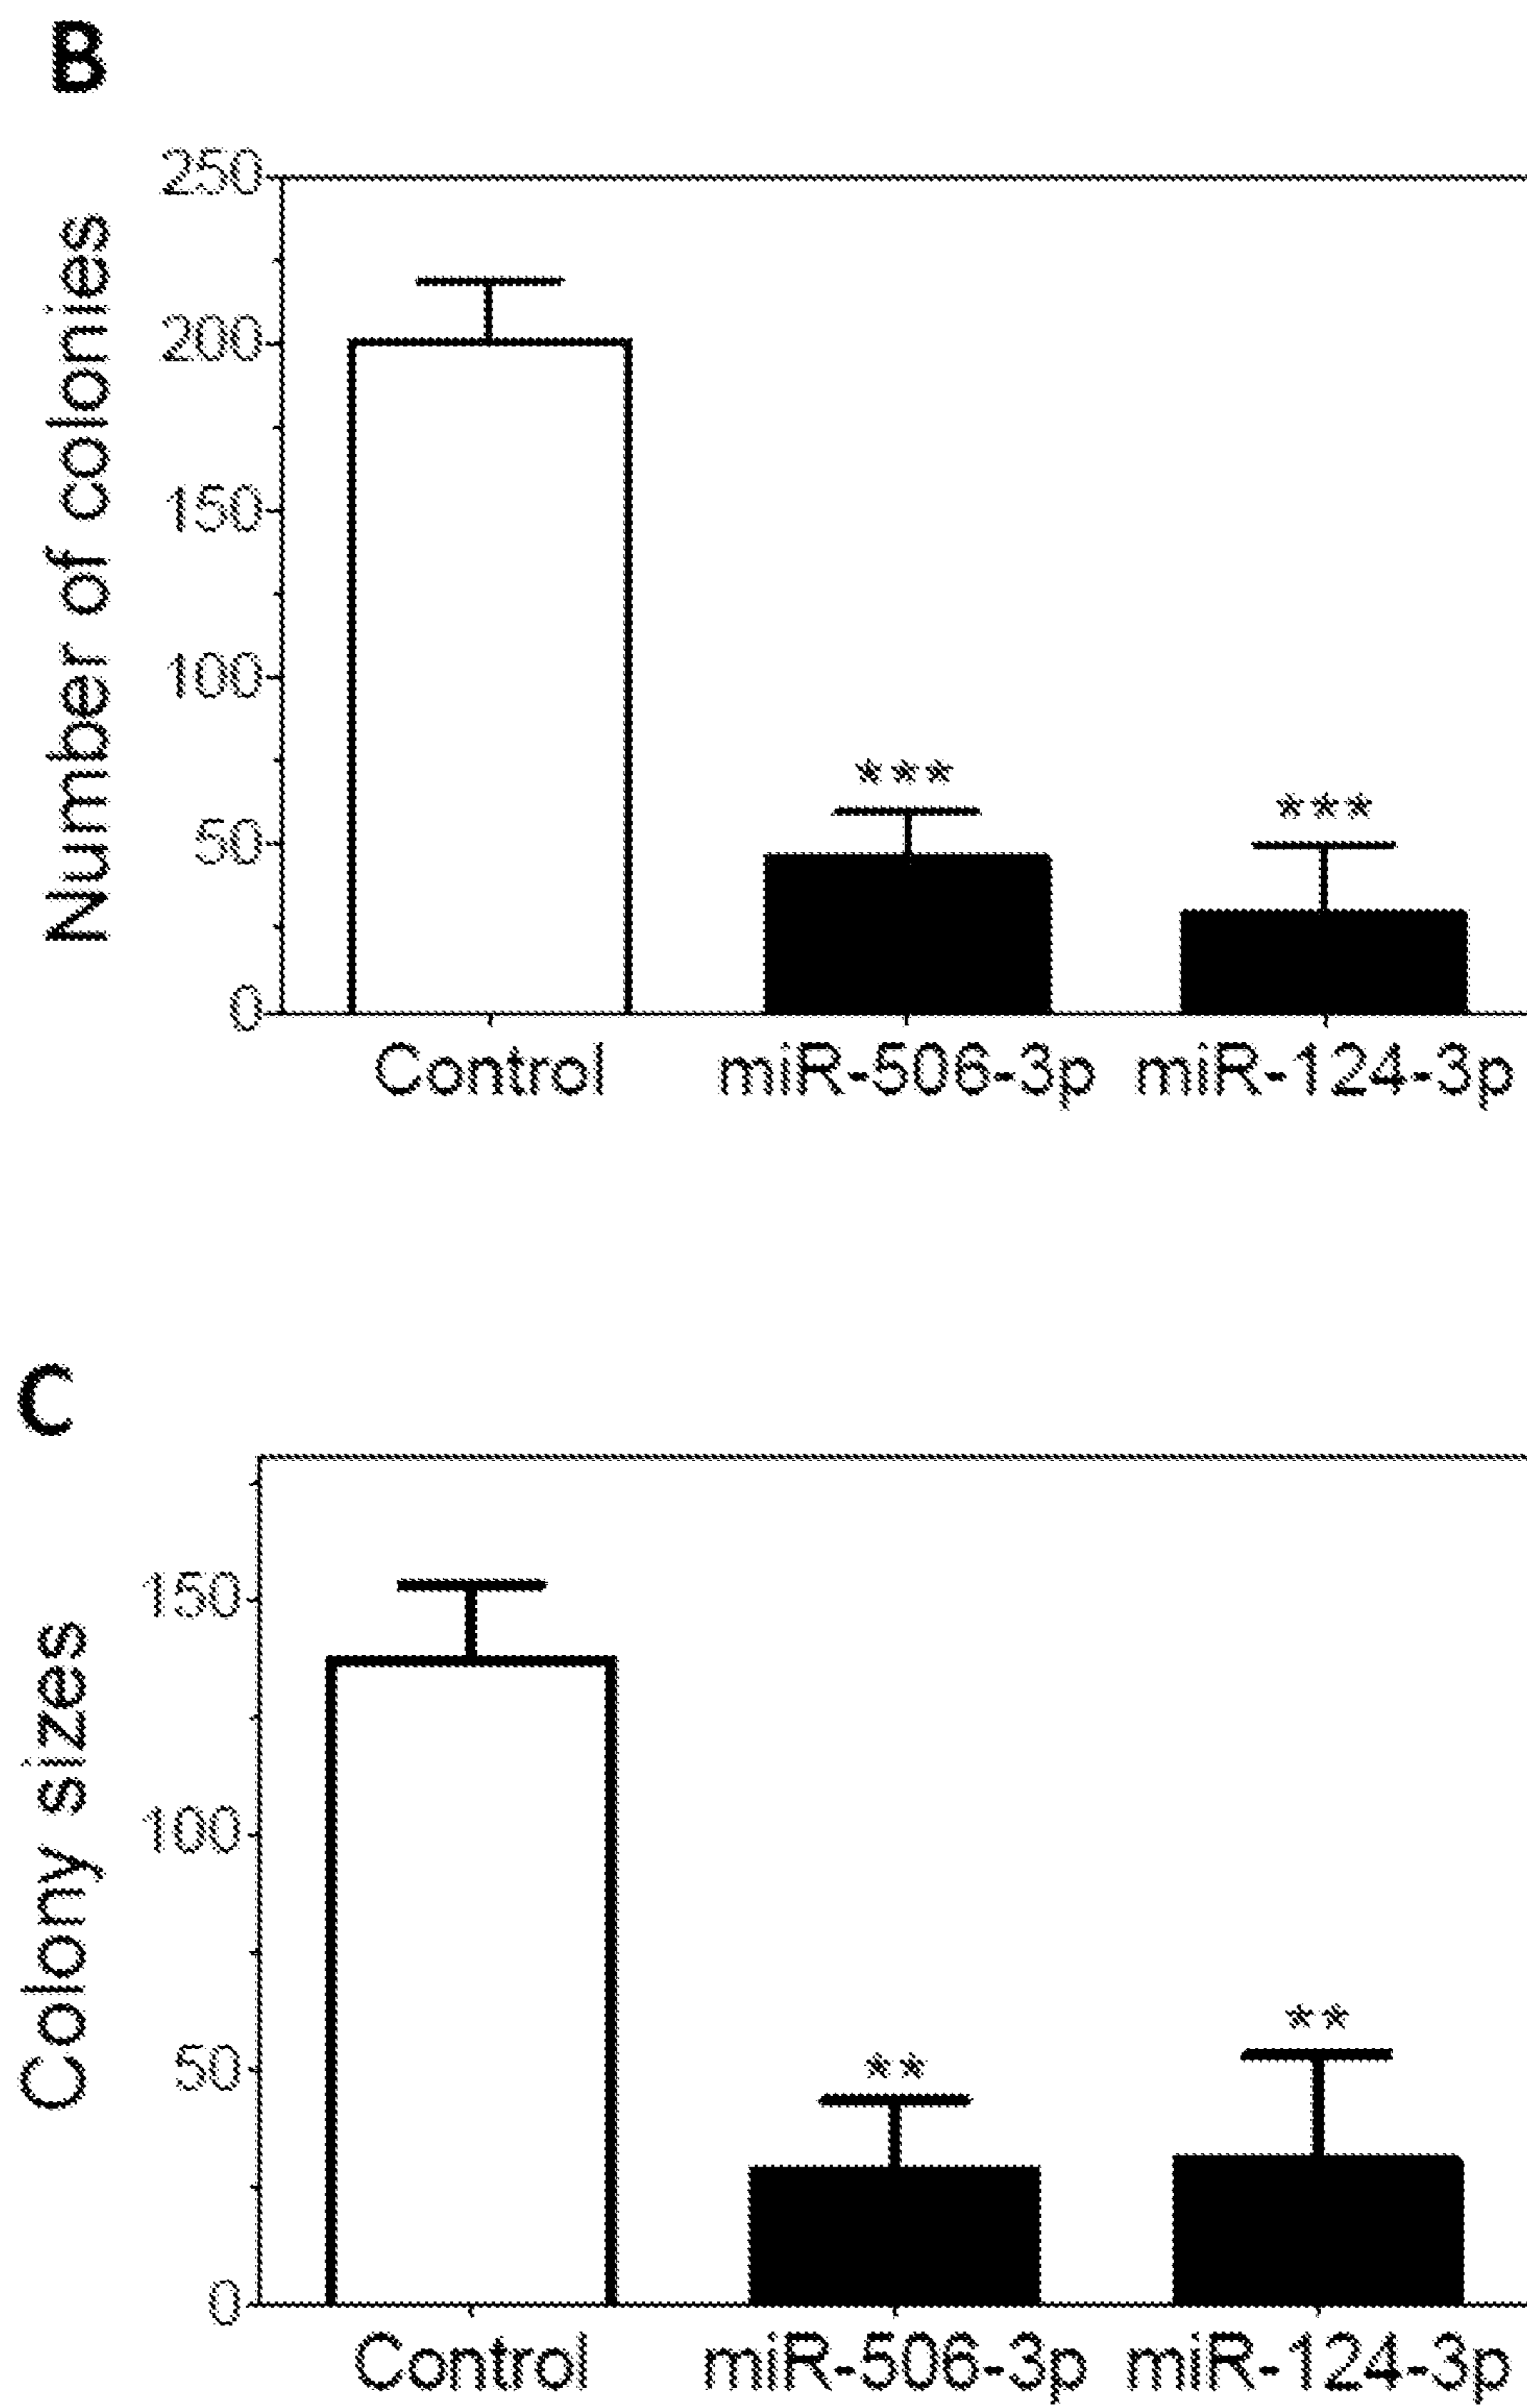 B
250
200
150
100
50
0
Number of colonies
***
***
Control miR-506-3p miR-124-3p
C
150
100
50
0
Colony sizes
**
**
Control miR-506-3p miR-124-3p